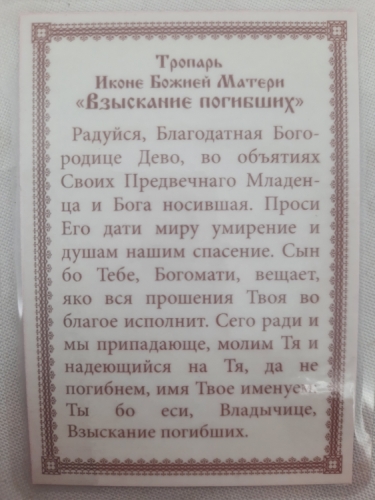 Тропарь
Иконе Божией Матери
«Взыскание погибших»
Радуйся, Благодатная Бого-
родице Дево, во объятиях
Своих Предвечнаго Младен-
ца и Бога носившая. Проси
Его дати миру умирение и
душам нашим спасение. Сын
бо Тебе, Богомати, вещает,
яко вся прошения Твоя во
благое исполнит. Сего ради и
мы припадающе, молим Тя и
надеющийся на Тя, да не
погибнем, имя Твое именуем:
Ты бо еси, Владычице,
Взыскание погибших.